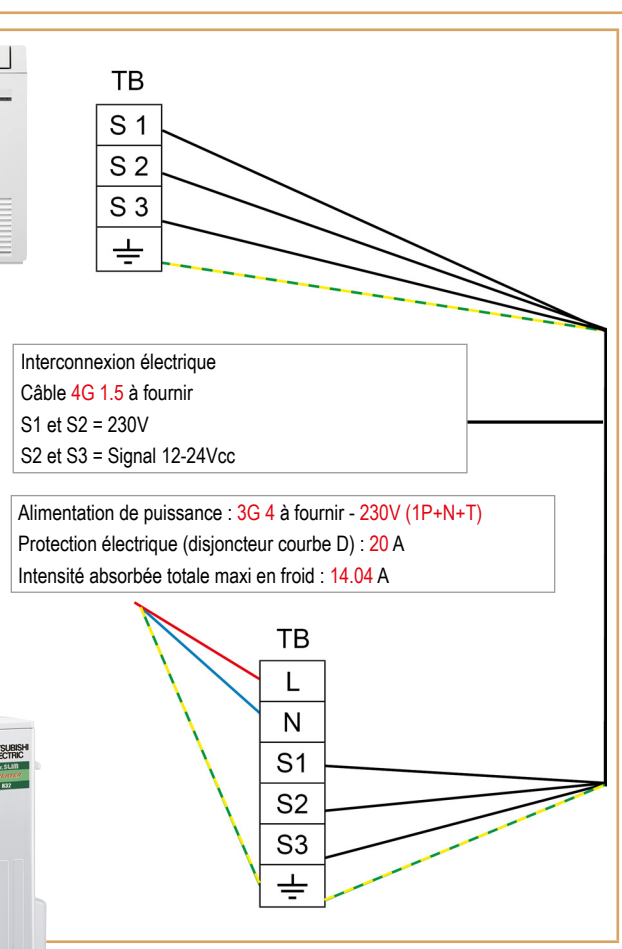 TB
S 1
S 2
S 3
Interconnexion électrique
Câble 4G 1.5 à fournir
S1 et S2 = 230V
S2 et S3 = Signal 12-24Vcc
Alimentation de puissance : 3G 4 à fournir - 230V (1P+N+T)
Protection électrique (disjoncteur courbe D) : 20 A
Intensité absorbée totale maxi en froid : 14.04 A
TB
L
N
S1
S2
S3
R32